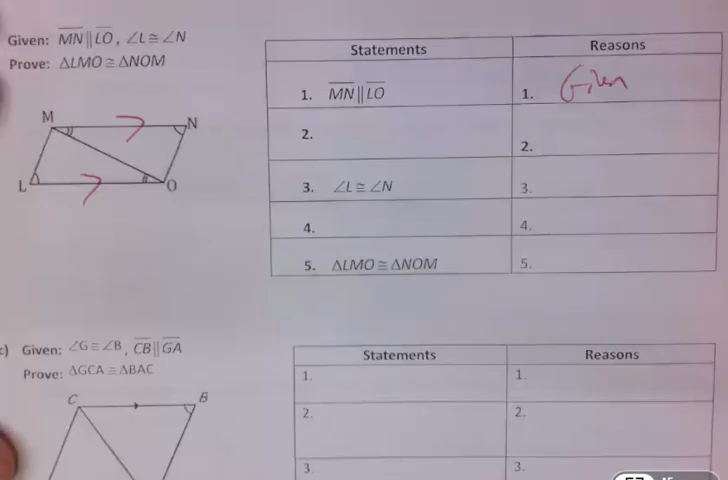 Given: MN || LO, ∠L ≅ ∠N
Prove: ΔLMO ≅ ΔNOM
Statements Reasons
1. MN || LO 1. Given
2. 2.
3. ∠L ≅ ∠N 3.
4. 4.
5. ΔLMO ≅ ΔNOM 5.
M N
L O
c) Given: ∠G ≅ ∠B, CB || GA
Prove: ΔGCA ≅ ΔBAC
Statements Reasons
1. 1.
2. 2.
3. 3.
C B